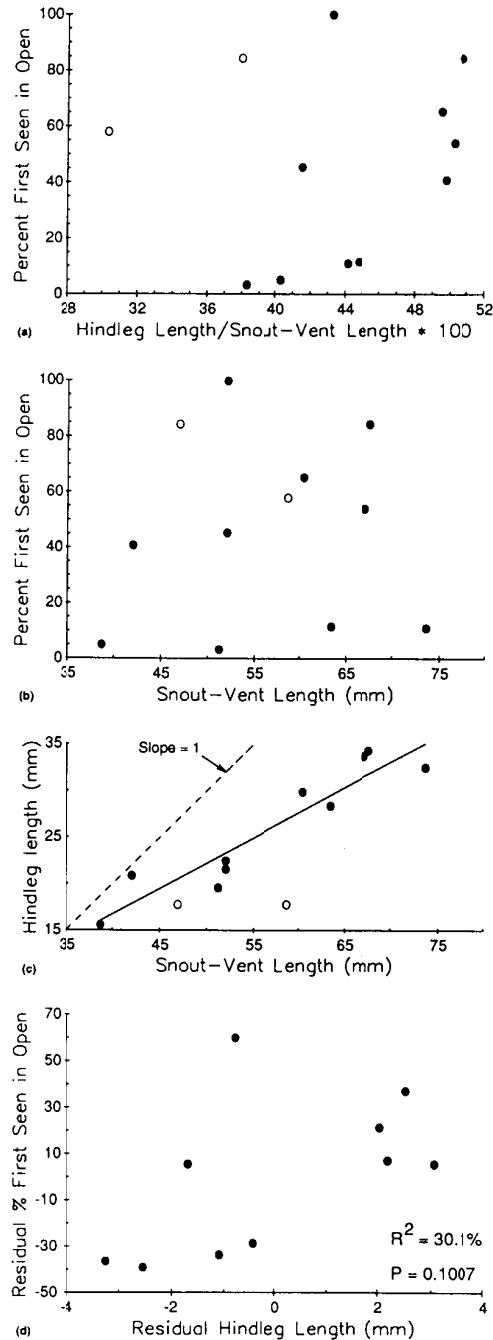 100
80
60
40
20
0
Percent First Seen in Open
28 32 36 40 44 48 52
(a) Hindleg Length/Snout-Vent Length * 100
100
80
60
40
20
0
Percent First Seen in Open
35 45 55 65 75
(b) Snout-Vent Length (mm)
35
25
15
Hindleg length (mm)
Slope = 1
35 45 55 65 75
(c) Snout-Vent Length (mm)
70
50
30
10
-10
-30
-50
Residual % First Seen in Open
R² = 30.1%
P = 0.1007
-4 -2 0 2 4
(d) Residual Hindleg Length (mm)